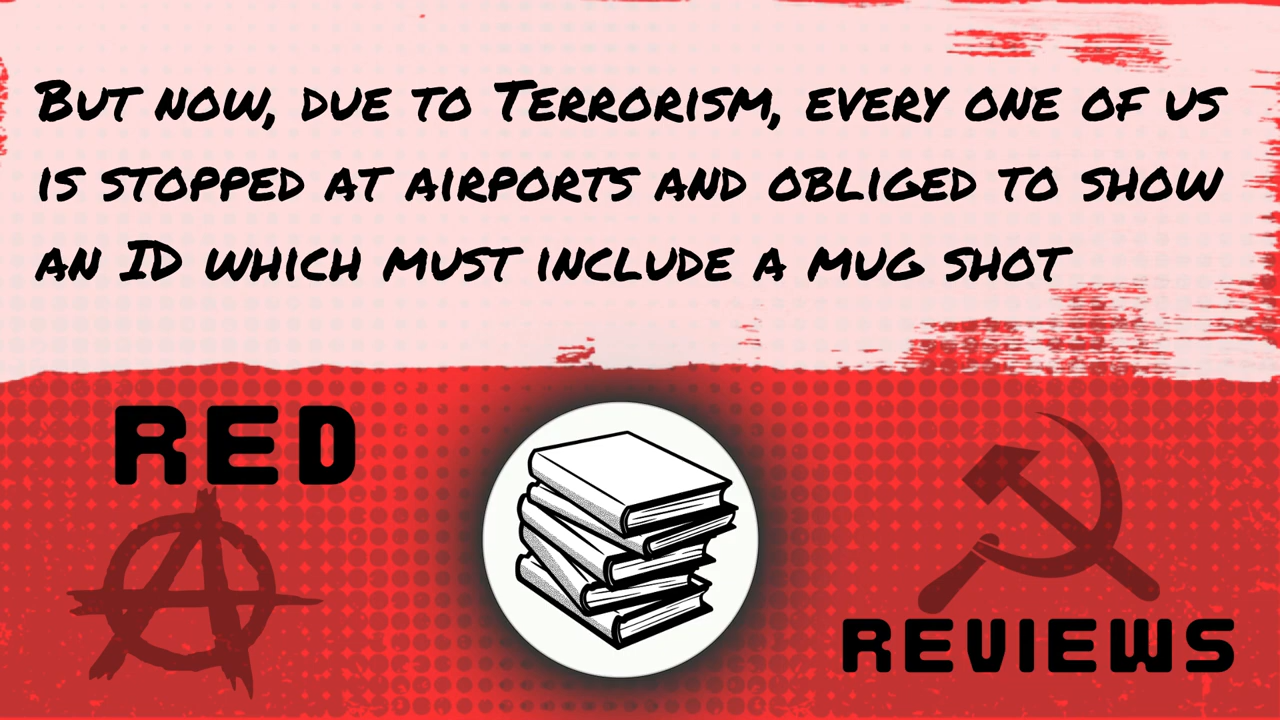 But now, due to Terrorism, every one of us
is stopped at airports and obliged to show
an ID which must include a mug shot
RED
REVIEWS